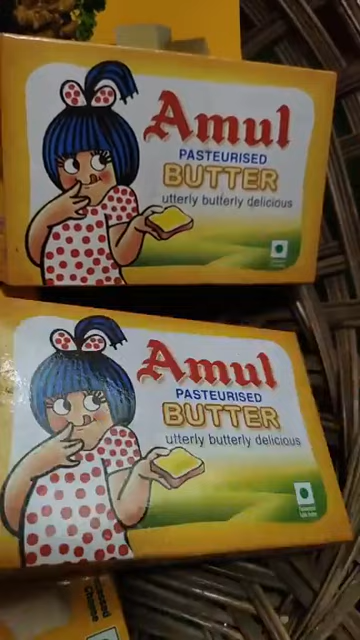 Amul
PASTEURISED
BUTTER
utterly butterly delicious
Amul
PASTEURISED
BUTTER
utterly butterly delicious